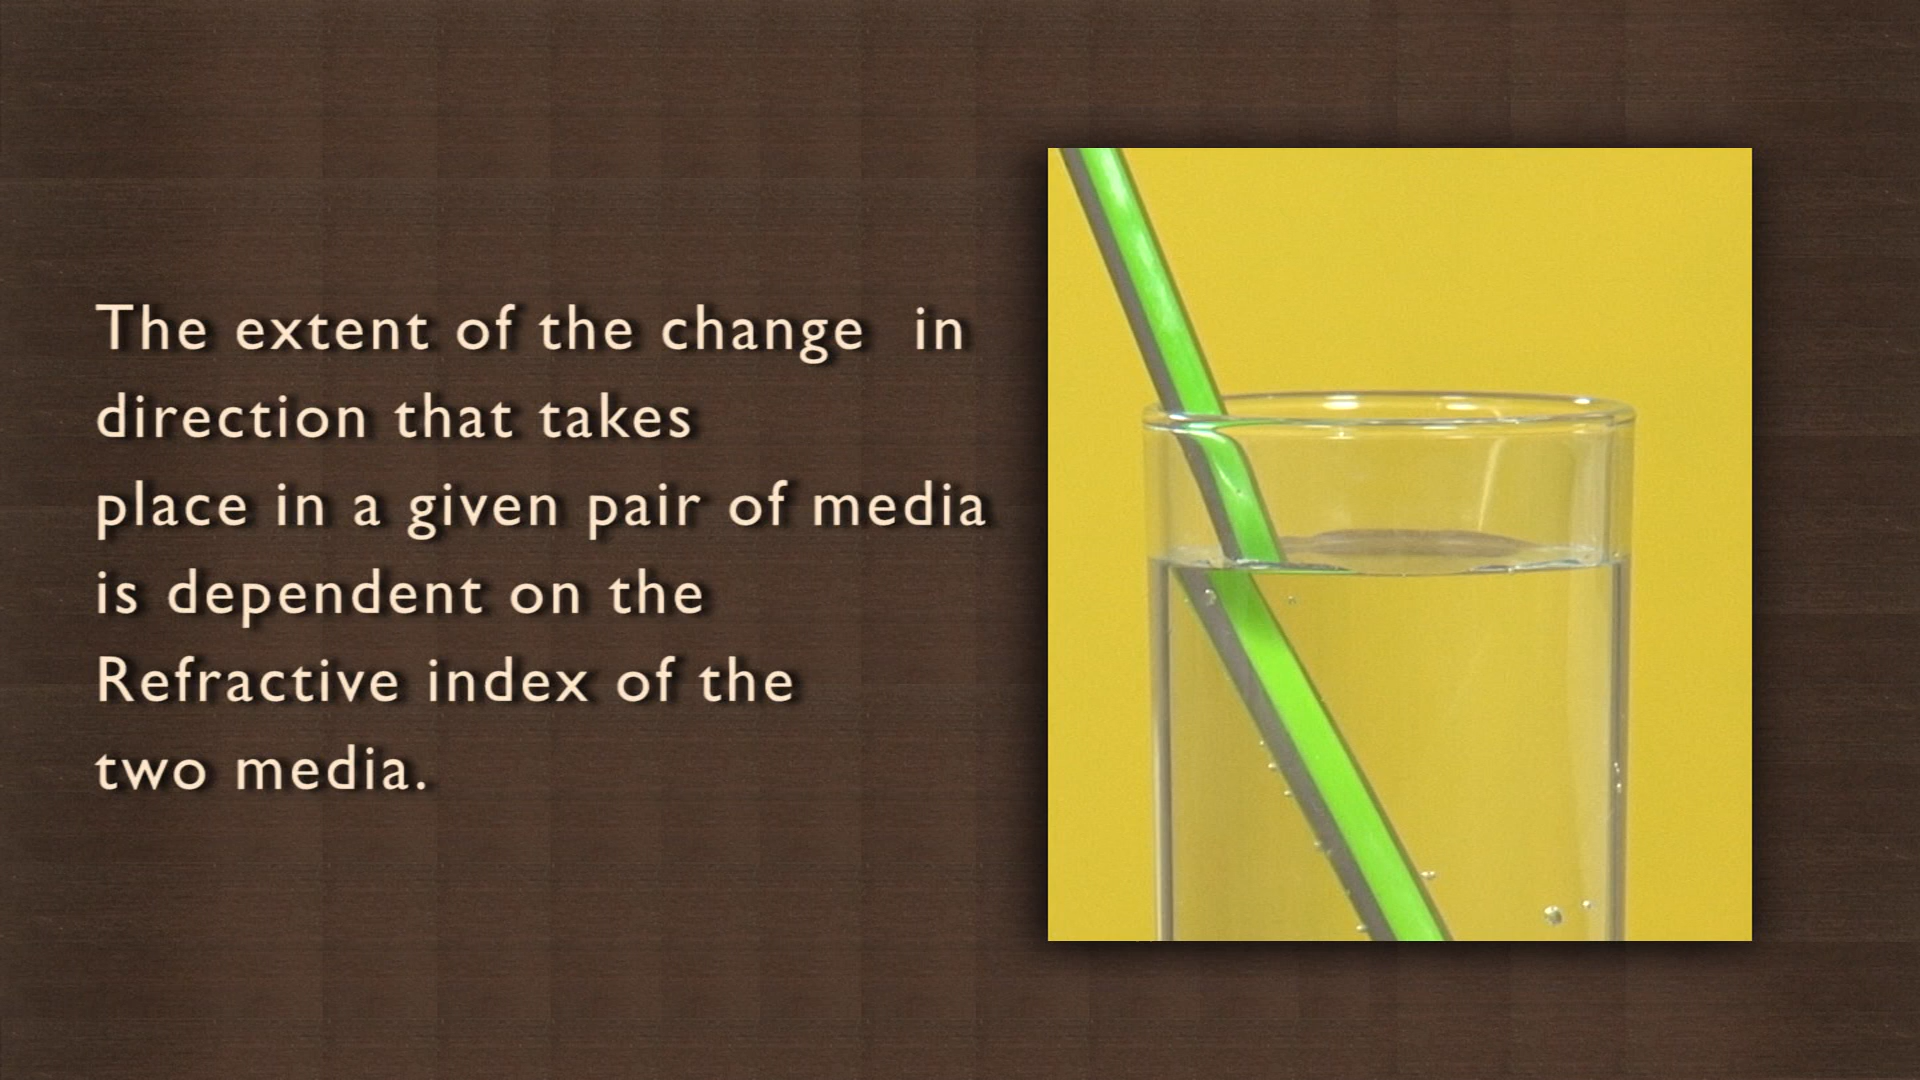 The extent of the change  in
direction that takes
place in a given pair of media
is dependent on the
Refractive index of the
two media.